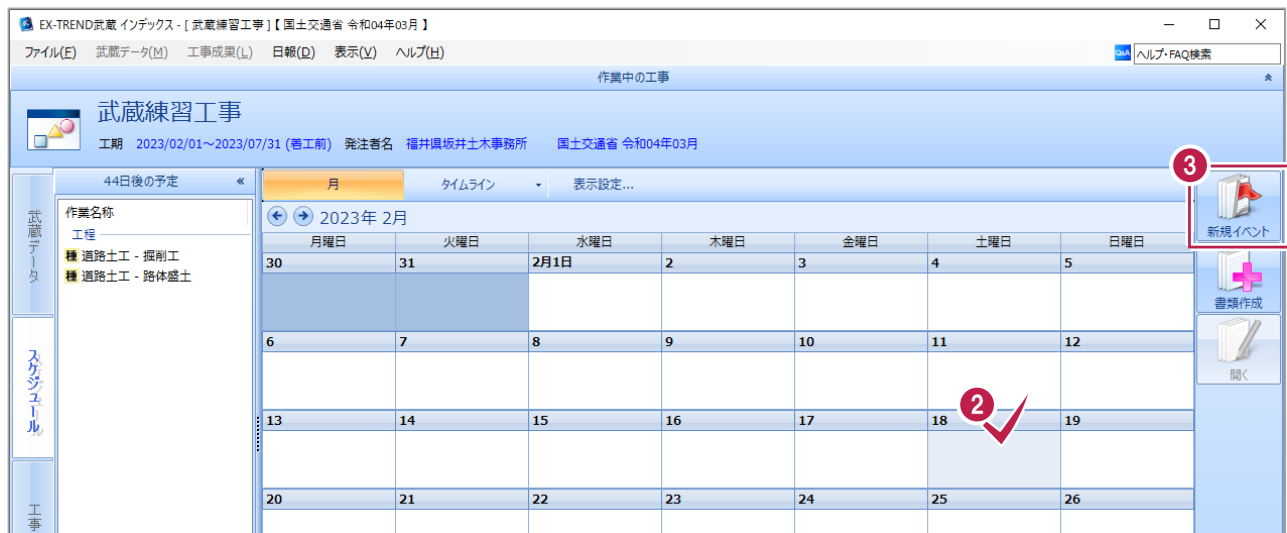 EX-TREND武蔵 インデックス - [ 武蔵練習工事 ]【 国土交通省 令和04年03月 】
ファイル(F) 武蔵データ(M) 工事成果(L) 日報(D) 表示(V) ヘルプ(H)
Q&A ヘルプ・FAQ検索
作業中の工事
武蔵練習工事
工期 2023/02/01～2023/07/31 (着工前) 発注者名 福井県坂井土木事務所 国土交通省 令和04年03月
3
武蔵データ
スケジュール
工事
44日後の予定 «
作業名称
工程
種 道路土工 - 掘削工
種 道路土工 - 路体盛土
月 タイムライン 表示設定...
2023年 2月
月曜日 火曜日 水曜日 木曜日 金曜日 土曜日 日曜日
30 31 2月1日 2 3 4 5
6 7 8 9 10 11 12
2
13 14 15 16 17 18 19
20 21 22 23 24 25 26
新規イベント
書類作成
開く